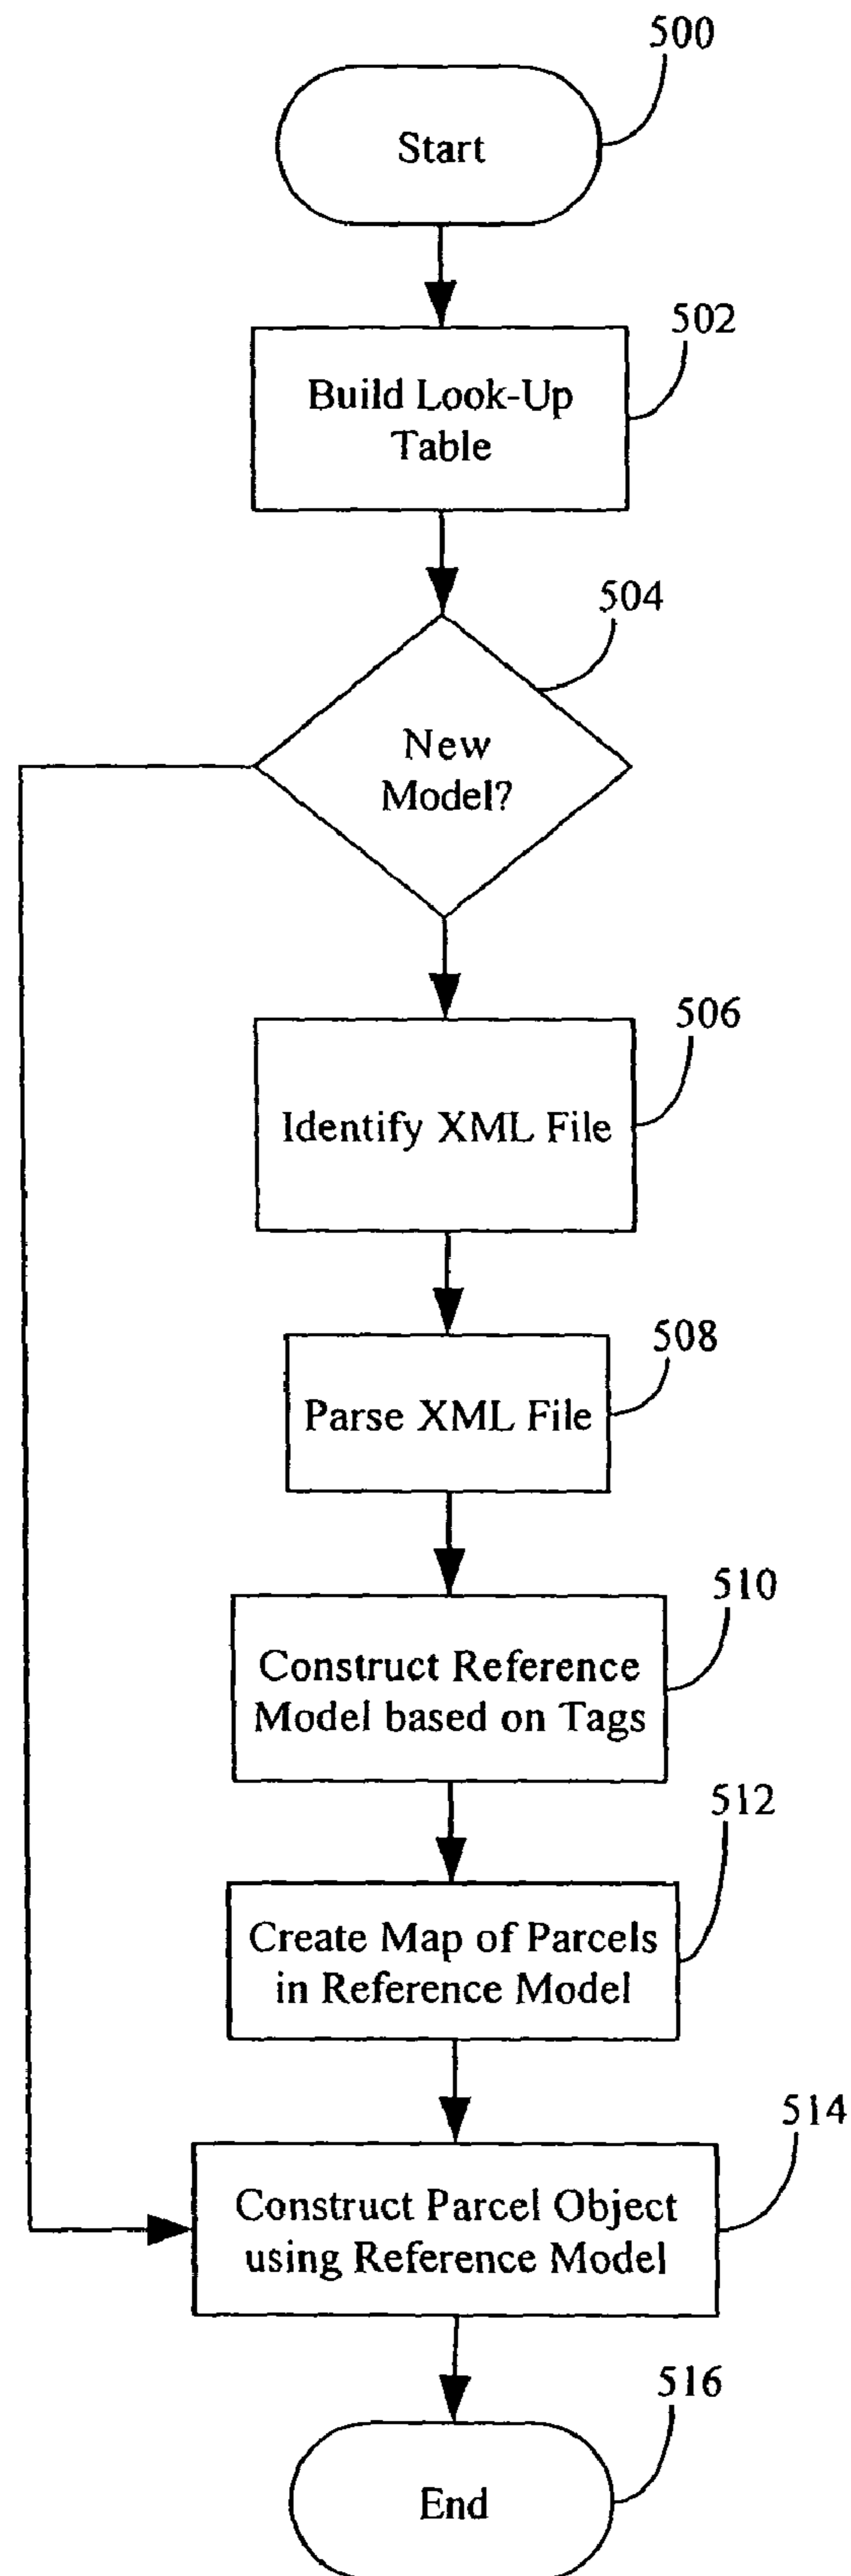 500
Start
502
Build Look-Up
Table
504
New
Model?
506
Identify XML File
508
Parse XML File
510
Construct Reference
Model based on Tags
512
Create Map of Parcels
in Reference Model
514
Construct Parcel Object
using Reference Model
516
End